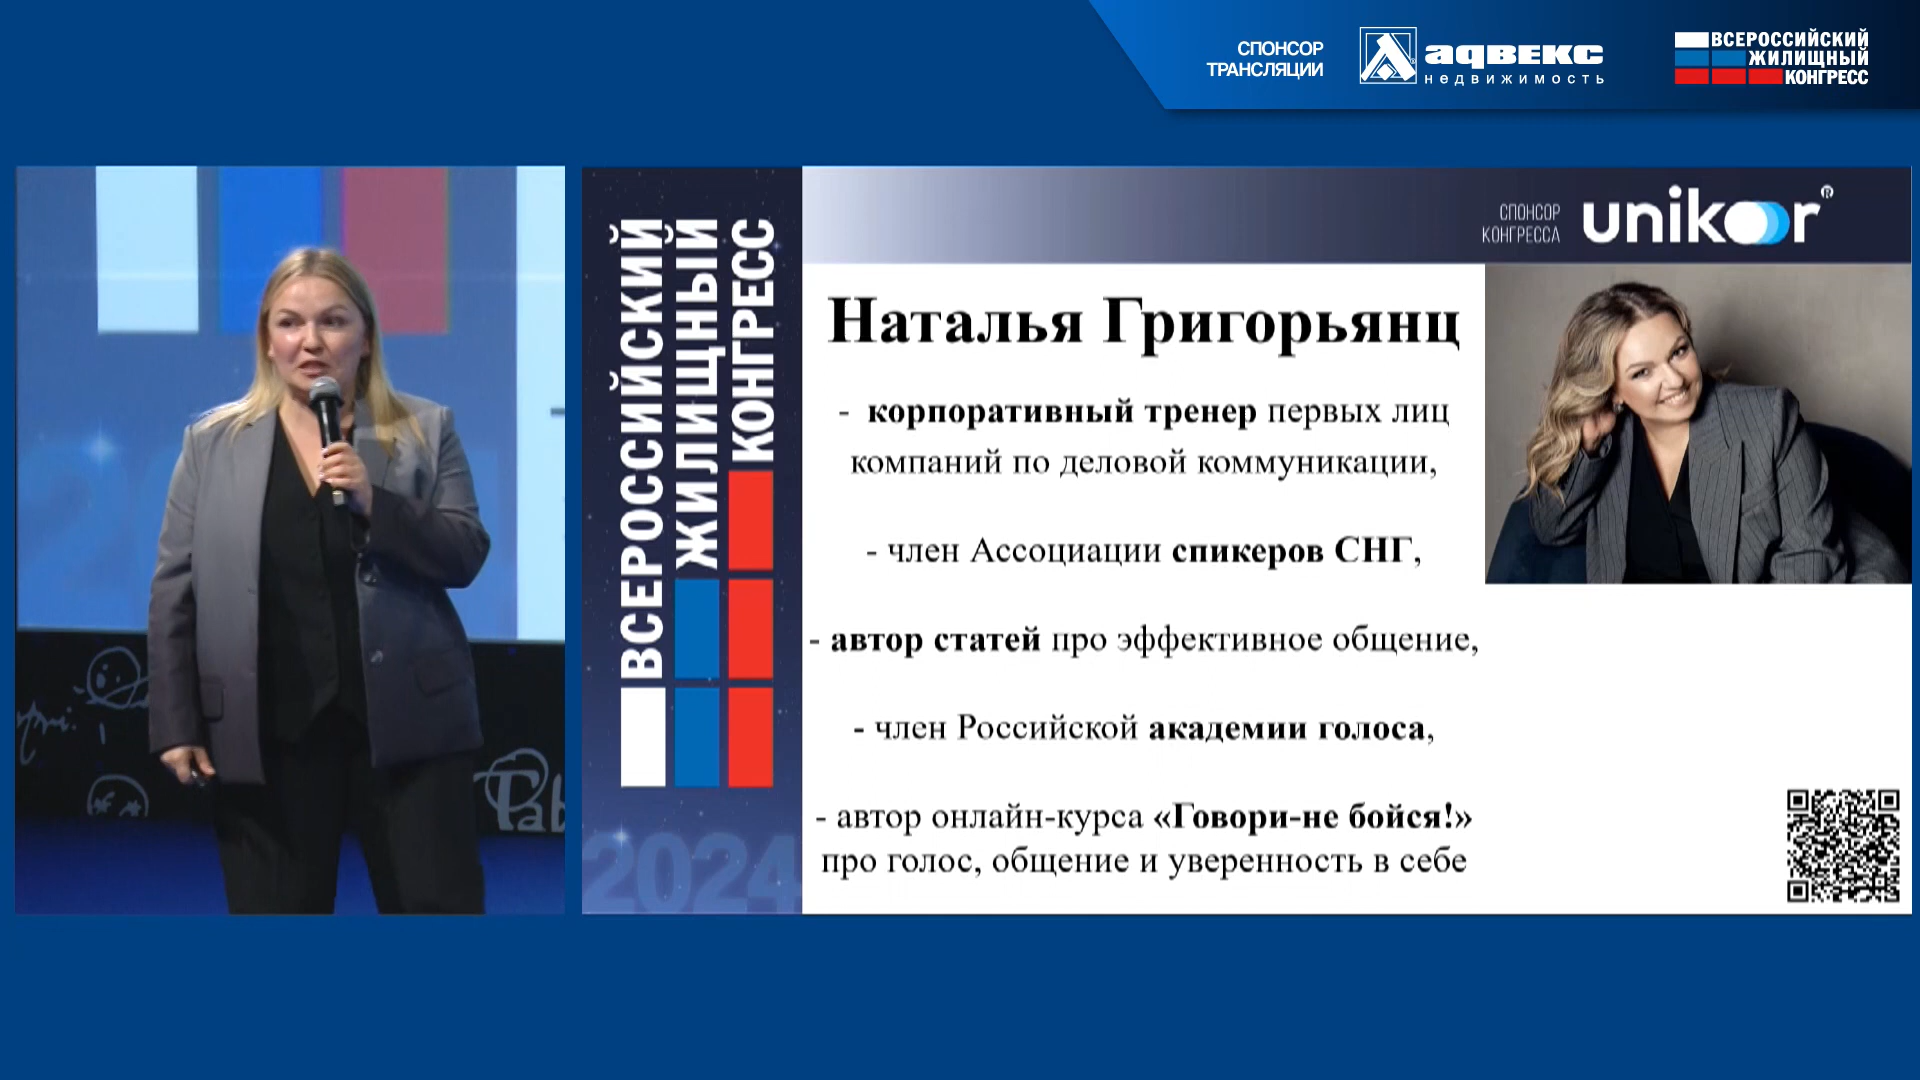 СПОНСОР
ТРАНСЛЯЦИИ
АДВЕКС
недвижимость
ВСЕРОССИЙСКИЙ
ЖИЛИЩНЫЙ
КОНГРЕСС
ВСЕРОССИЙСКИЙ
ЖИЛИЩНЫЙ
КОНГРЕСС
2024
СПОНСОР
КОНГРЕССА
unikor®
Наталья Григорьянц
- корпоративный тренер первых лиц
компаний по деловой коммуникации,
- член Ассоциации спикеров СНГ,
- автор статей про эффективное общение,
- член Российской академии голоса,
- автор онлайн-курса «Говори-не бойся!»
про голос, общение и уверенность в себе